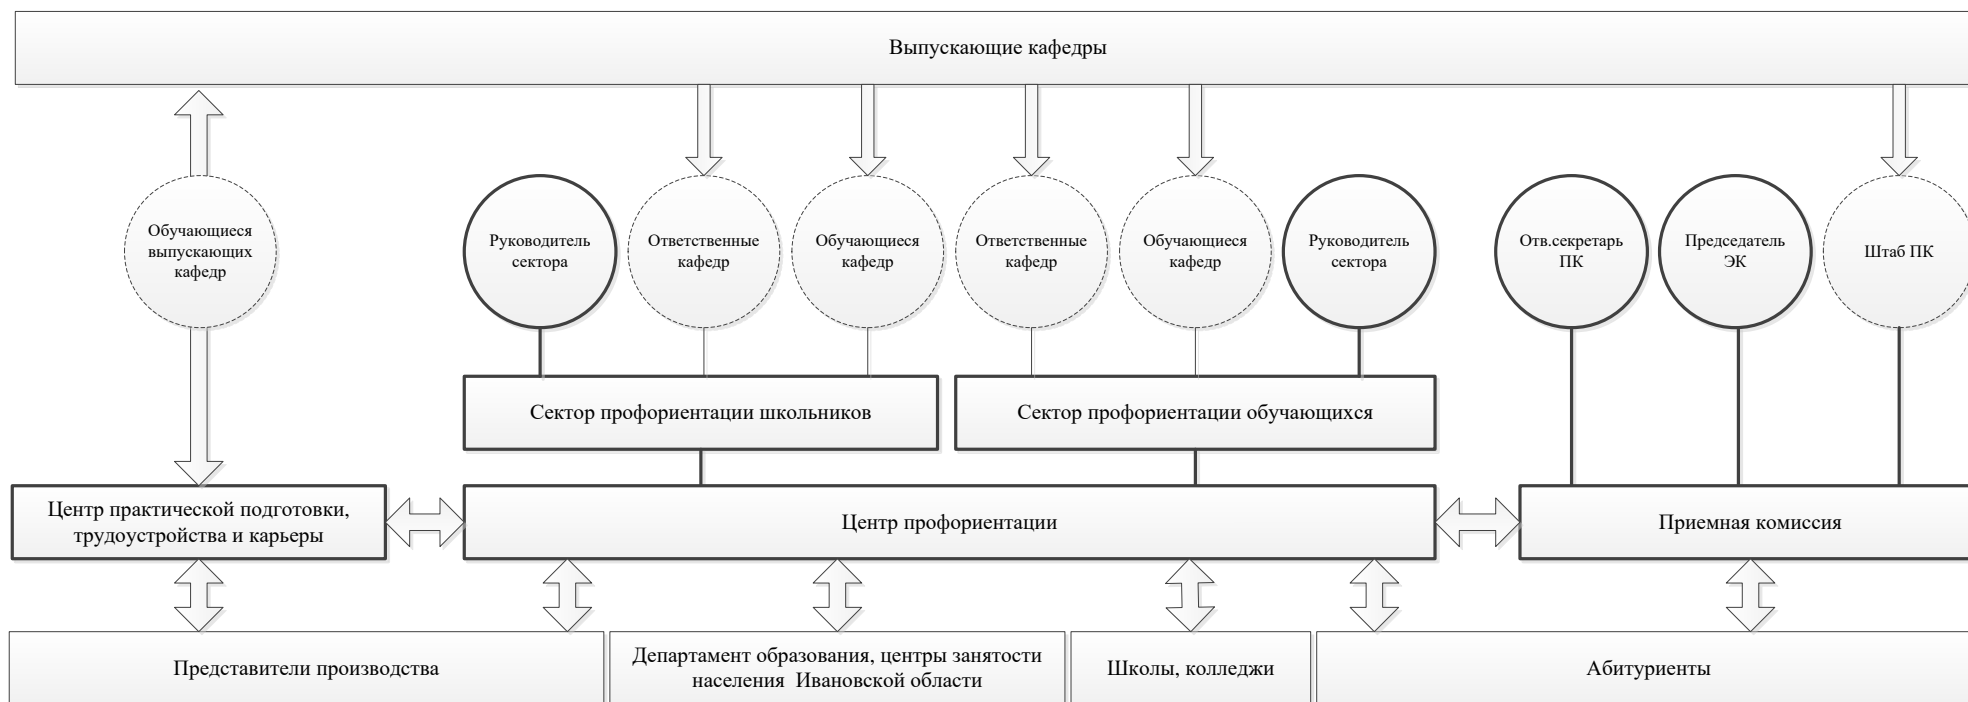 Выпускающие кафедры
Обучающиеся
выпускающих
кафедр
Руководитель
сектора
Ответственные
кафедр
Обучающиеся
кафедр
Ответственные
кафедр
Обучающиеся
кафедр
Руководитель
сектора
Отв.секретарь
ПК
Председатель
ЭК
Штаб ПК
Сектор профориентации школьников
Сектор профориентации обучающихся
Центр практической подготовки,
трудоустройства и карьеры
Центр профориентации
Приемная комиссия
Представители производства
Департамент образования, центры занятости
населения Ивановской области
Школы, колледжи
Абитуриенты